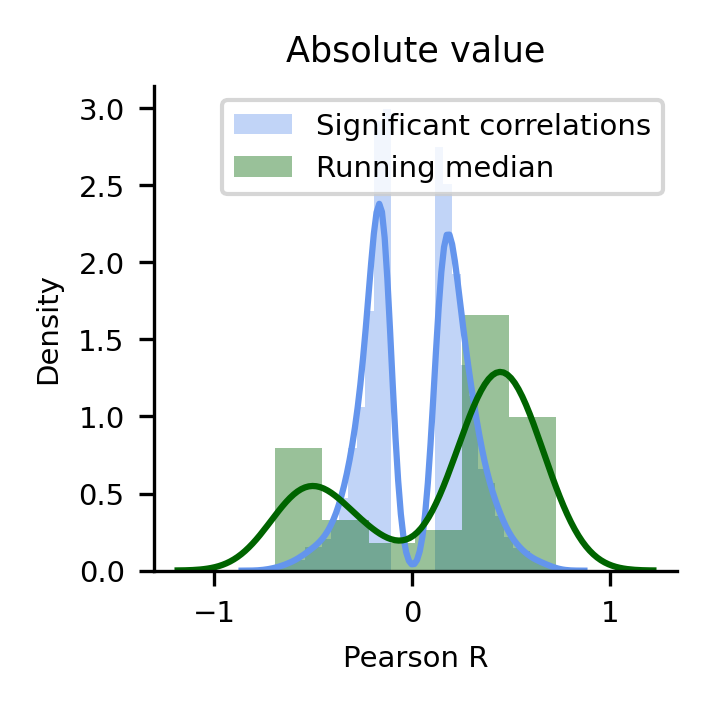 Absolute value
Significant correlations
Running median
Density
3.0
2.5
2.0
1.5
1.0
0.5
0.0
−1
0
1
Pearson R